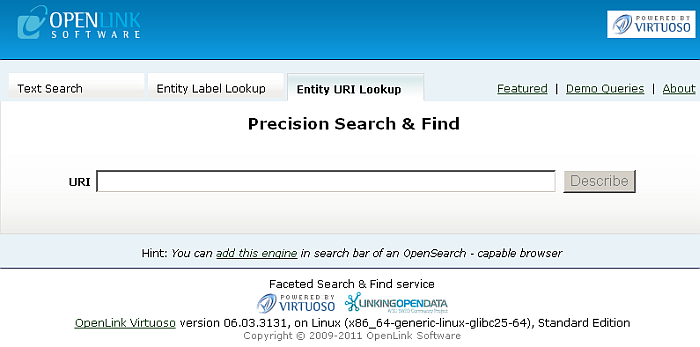 OPENLINK
SOFTWARE
POWERED BY
VIRTUOSO
Text Search
Entity Label Lookup
Entity URI Lookup
Featured | Demo Queries | About
Precision Search & Find
URI
Describe
Hint: You can add this engine in search bar of an OpenSearch - capable browser
Faceted Search & Find service
POWERED BY
VIRTUOSO
LINKINGOPENDATA
OpenLink Virtuoso version 06.03.3131, on Linux (x86_64-generic-linux-glibc25-64), Standard Edition
Copyright © 2009-2011 OpenLink Software